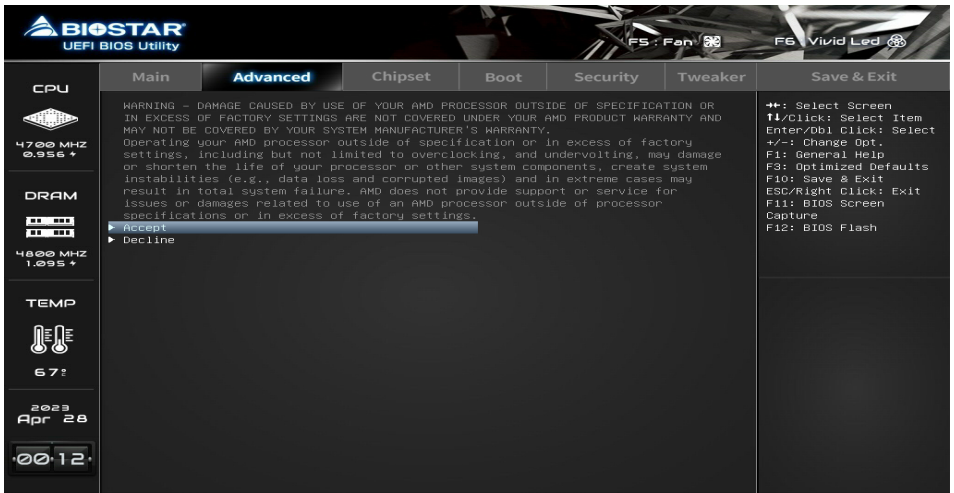 BIOSTAR
UEFI BIOS Utility
F5 : Fan
F6 Vivid Led
Main Advanced Chipset Boot Security Tweaker Save & Exit
CPU
4700 MHZ
0.956
DRAM
4800 MHZ
1.095
TEMP
67
2023
Apr 28
00 12
WARNING - DAMAGE CAUSED BY USE OF YOUR AMD PROCESSOR OUTSIDE OF SPECIFICATION OR
IN EXCESS OF FACTORY SETTINGS ARE NOT COVERED UNDER YOUR AMD PRODUCT WARRANTY AND
MAY NOT BE COVERED BY YOUR SYSTEM MANUFACTURER'S WARRANTY.
Operating your AMD processor outside of specification or in excess of factory
settings, including but not limited to overclocking, and undervolting, may damage
or shorten the life of your processor or other system components, create system
instabilities (e.g., data loss and corrupted images) and in extreme cases may
result in total system failure. AMD does not provide support or service for
issues or damages related to use of an AMD processor outside of processor
specifications or in excess of factory settings.
Accept
Decline
→←: Select Screen
↑↓/Click: Select Item
Enter/Dbl Click: Select
+/-: Change Opt.
F1: General Help
F3: Optimized Defaults
F10: Save & Exit
ESC/Right Click: Exit
F11: BIOS Screen
Capture
F12: BIOS Flash